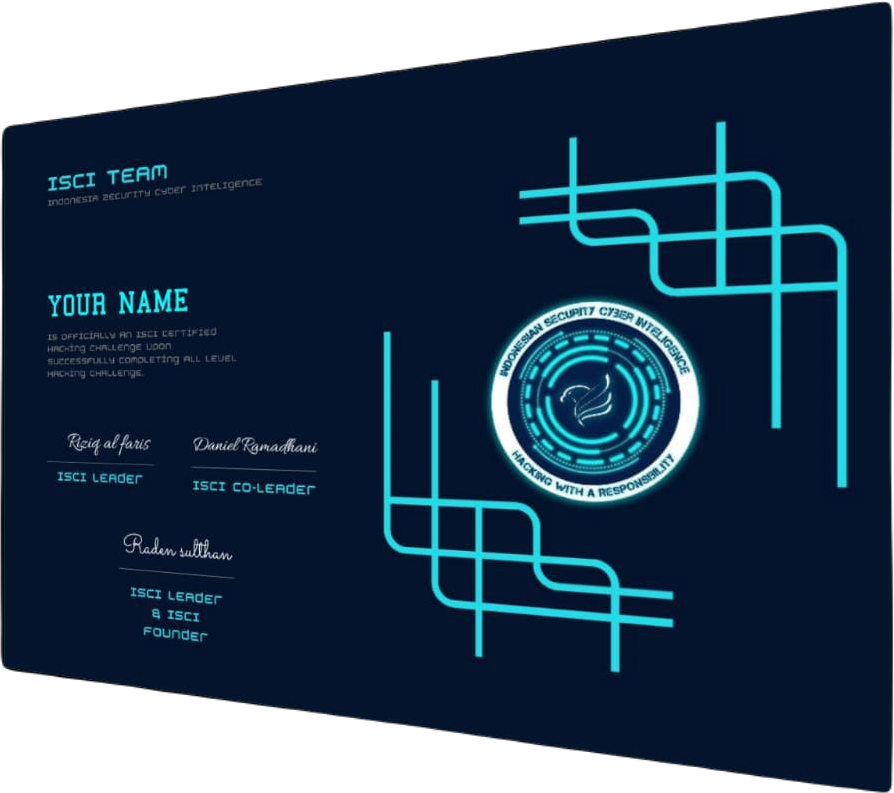 ISCI TEAM
INDONESIA SECURITY CYBER INTELIGENCE
YOUR NAME
IS OFFICIALLY AN ISCI CERTIFIED
HACKING CHALLENGE UPON
SUCCESSFULLY COMPLETING ALL LEVEL
HACKING CHALLENGE.
Riziq al faris
Daniel Ramadhani
ISCI LEADER
ISCI CO-LEADER
Raden sulthan
ISCI LEADER
& ISCI
FOUNDER
INDONESIAN SECURITY CYBER INTELIGENCE
HACKING WITH A RESPONSBILITY